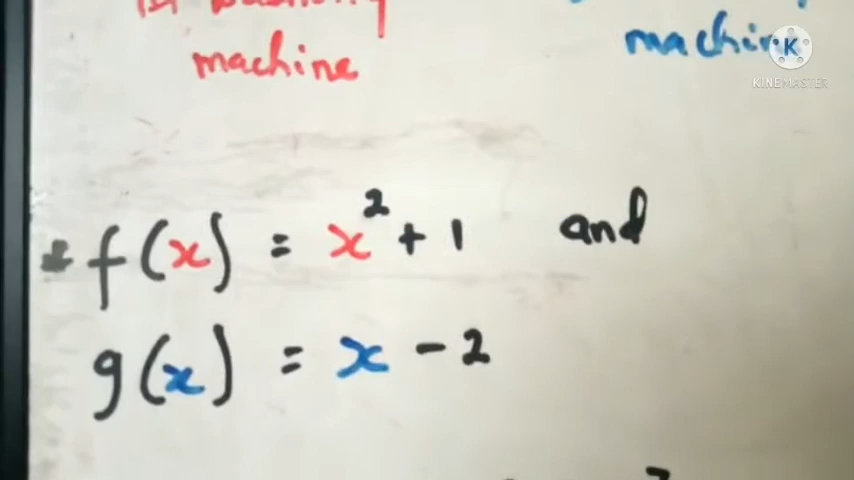 machine
machine
KINEMASTER
* f(x) = x² + 1 and
g(x) = x - 2